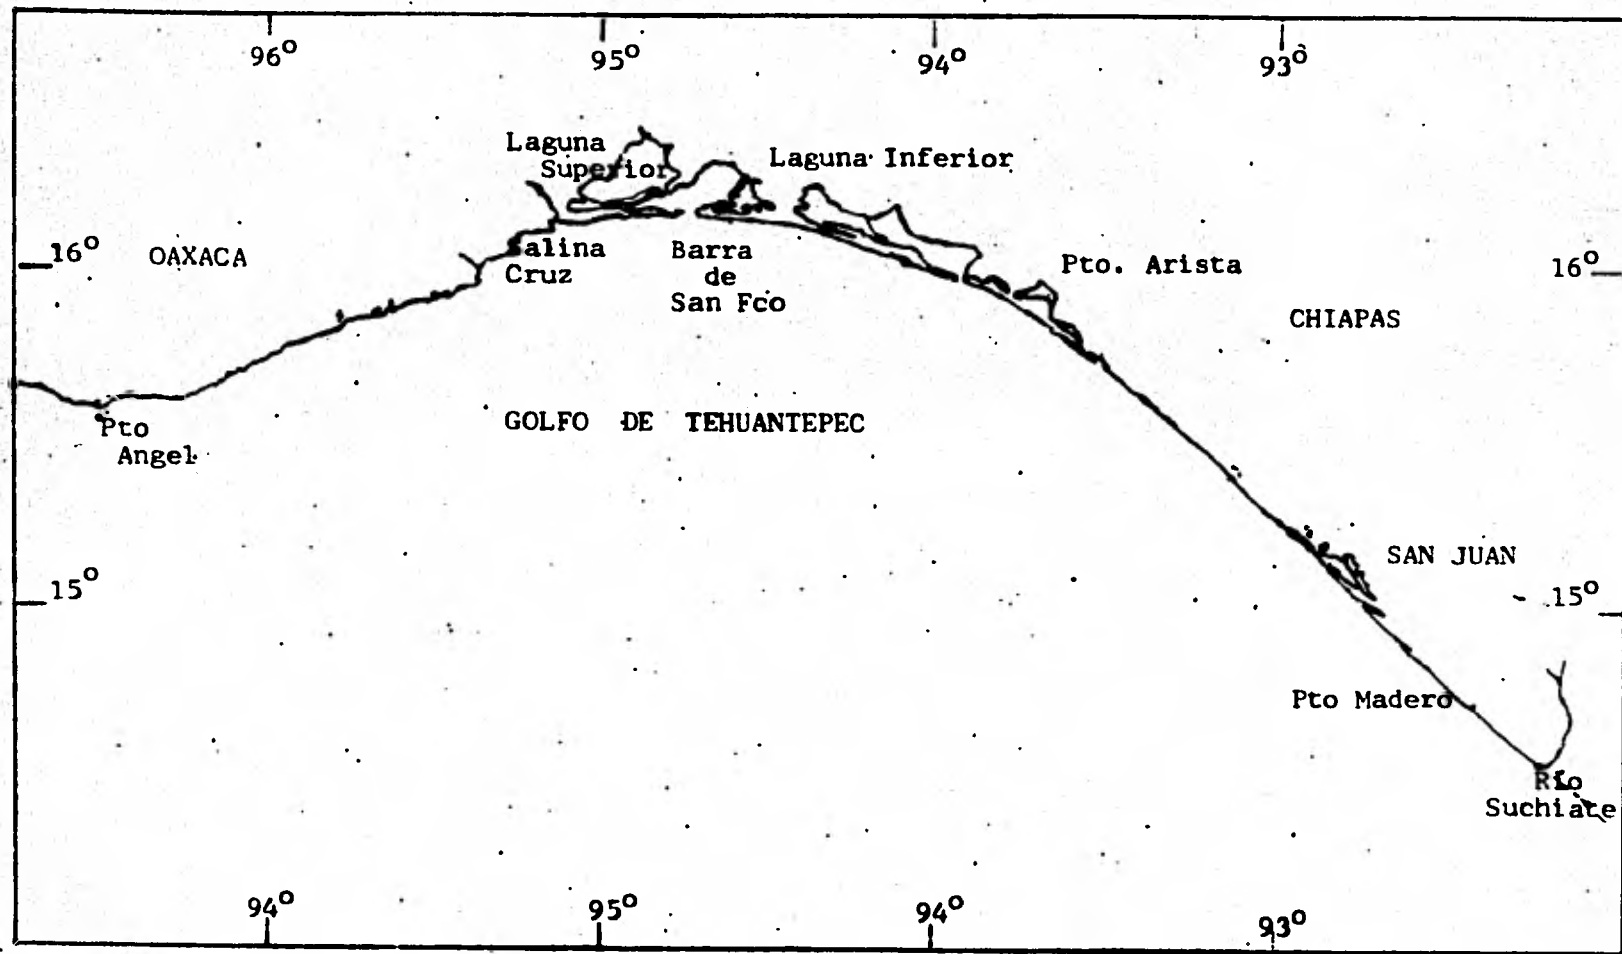 96°
95°
94°
93°
Laguna
Superior
Laguna Inferior
16°
OAXACA
Salina
Cruz
Barra
de
San Fco
Pto. Arista
16°
CHIAPAS
Pto
Angel
GOLFO DE TEHUANTEPEC
SAN JUAN
15°
15°
Pto Madero
Río
Suchiate
94°
95°
94°
93°